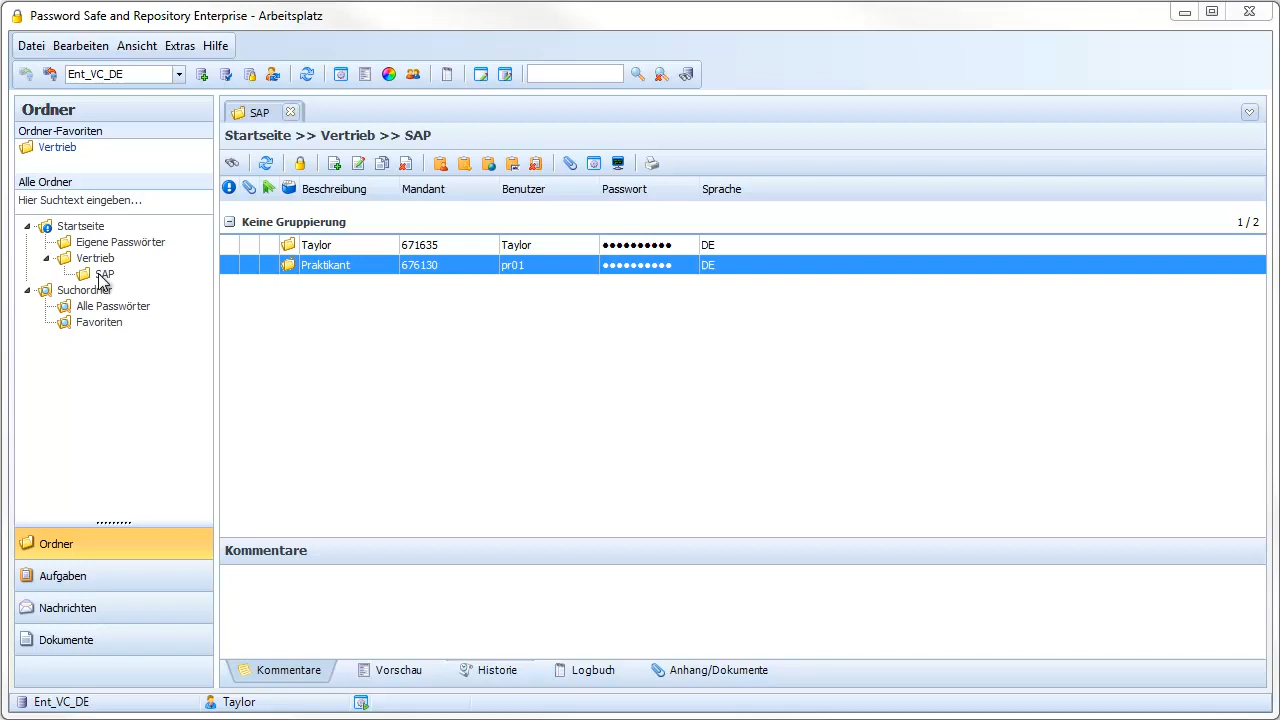 Password Safe and Repository Enterprise - Arbeitsplatz
Datei Bearbeiten Ansicht Extras Hilfe
Ent_VC_DE
Ordner
Ordner-Favoriten
Vertrieb
Alle Ordner
Hier Suchtext eingeben...
Startseite
Eigene Passwörter
Vertrieb
SAP
Suchordner
Alle Passwörter
Favoriten
Ordner
Aufgaben
Nachrichten
Dokumente
SAP
Startseite >> Vertrieb >> SAP
Beschreibung Mandant Benutzer Passwort Sprache
Keine Gruppierung 1 / 2
Taylor 671635 Taylor ●●●●●●●●●● DE
Praktikant 676130 pr01 ●●●●●●●●●● DE
Kommentare
Kommentare Vorschau Historie Logbuch Anhang/Dokumente
Ent_VC_DE Taylor